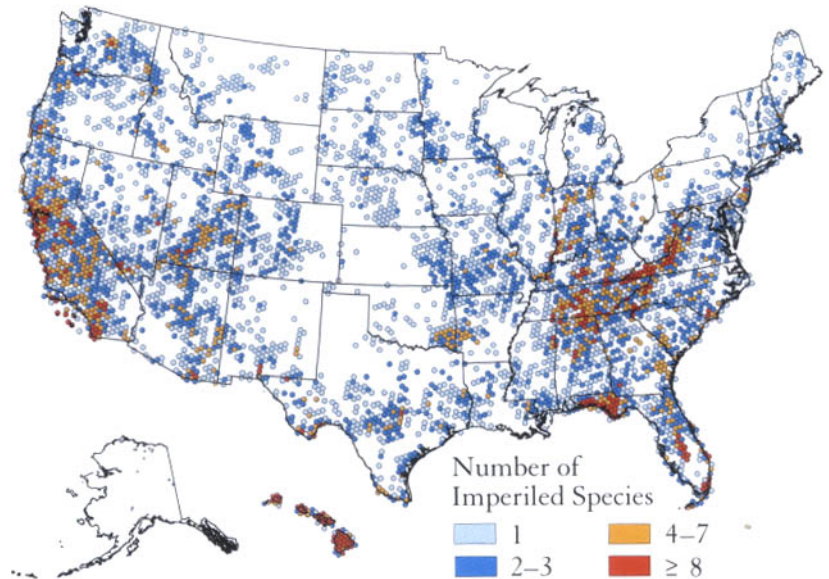 Number of
Imperiled Species
1
4–7
2–3
≥ 8